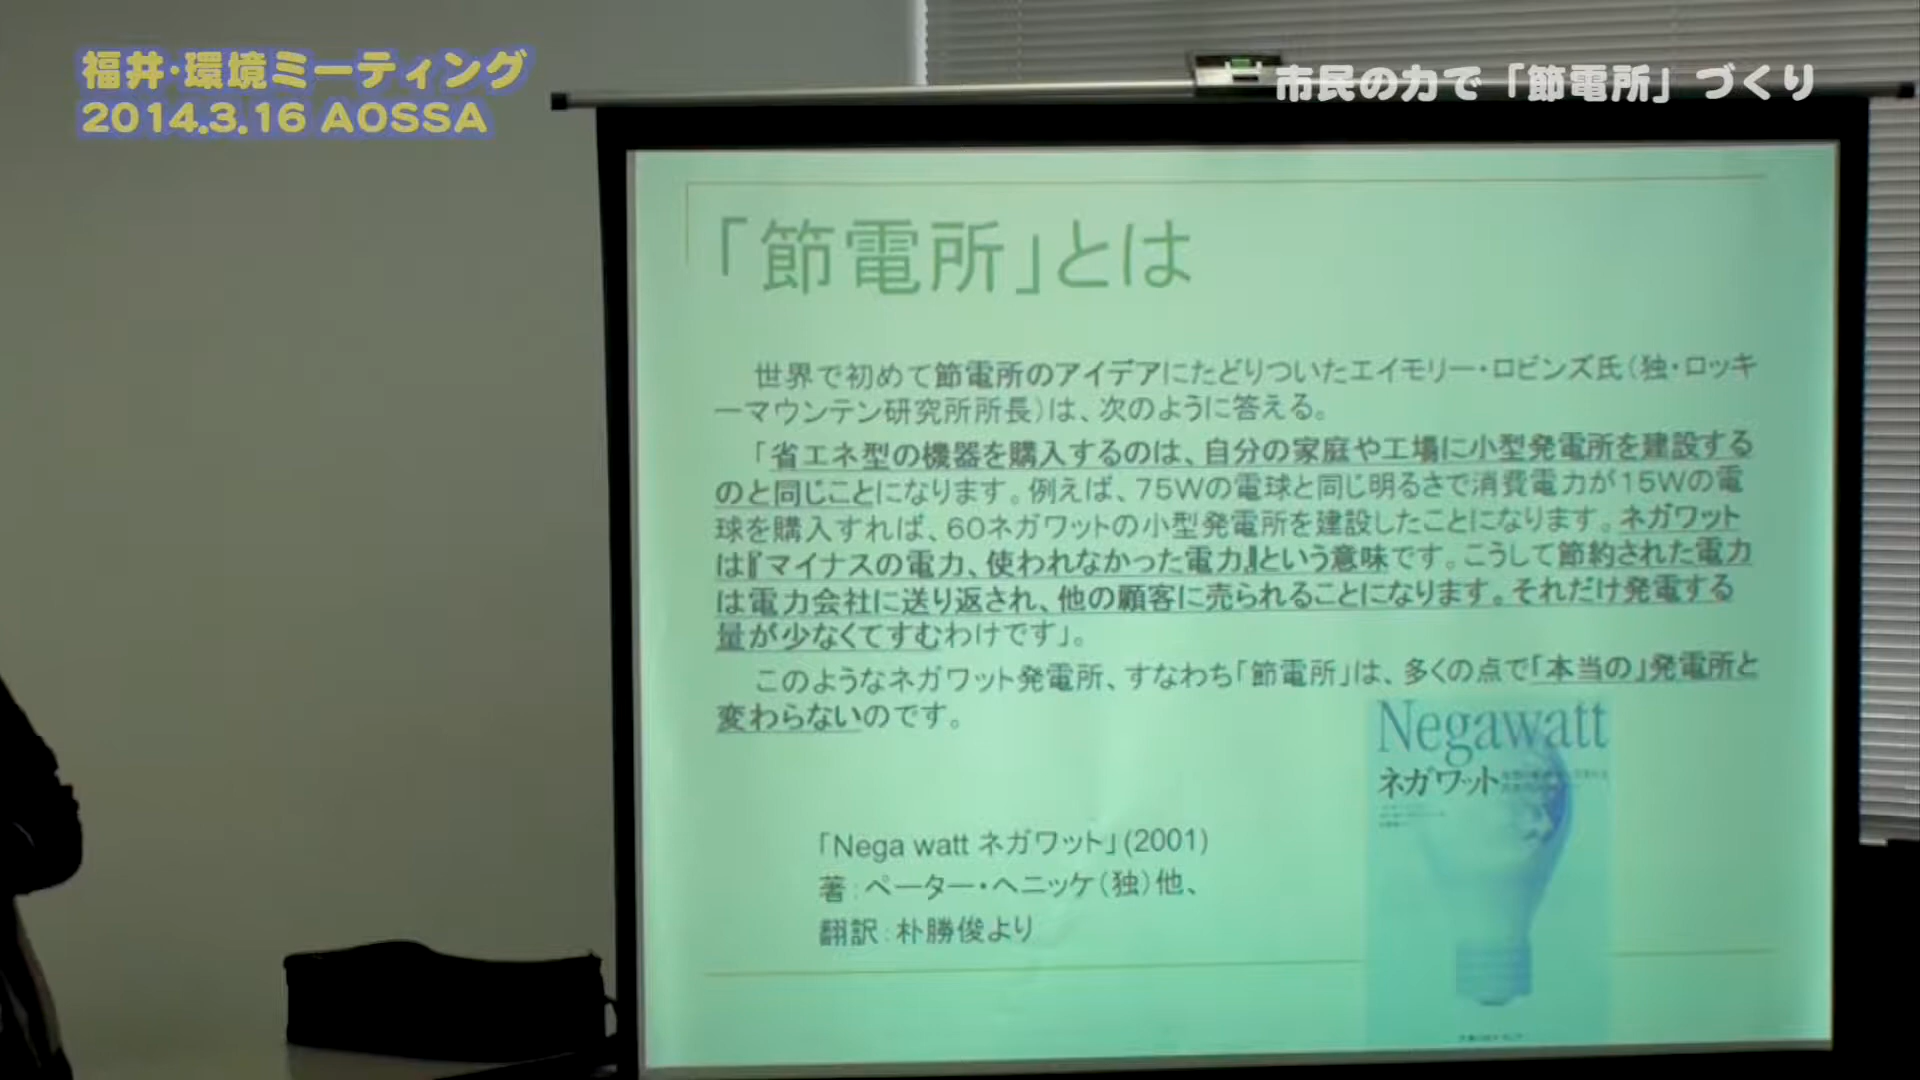 福井・環境ミーティング
2014.3.16 AOSSA
市民の力で「節電所」づくり
「節電所」とは
世界で初めて節電所のアイデアにたどりついたエイモリー・ロビンズ氏（独・ロッキ
ーマウンテン研究所所長）は、次のように答える。
「省エネ型の機器を購入するのは、自分の家庭や工場に小型発電所を建設する
のと同じことになります。例えば、75Wの電球と同じ明るさで消費電力が15Wの電
球を購入すれば、60ネガワットの小型発電所を建設したことになります。ネガワット
は『マイナスの電力、使われなかった電力』という意味です。こうして節約された電力
は電力会社に送り返され、他の顧客に売られることになります。それだけ発電する
量が少なくてすむわけです」。
このようなネガワット発電所、すなわち「節電所」は、多くの点で「本当の」発電所と
変わらないのです。
Negawatt
ネガワット
「Nega watt ネガワット」(2001)
著：ペーター・ヘニッケ（独）他、
翻訳：朴勝俊より